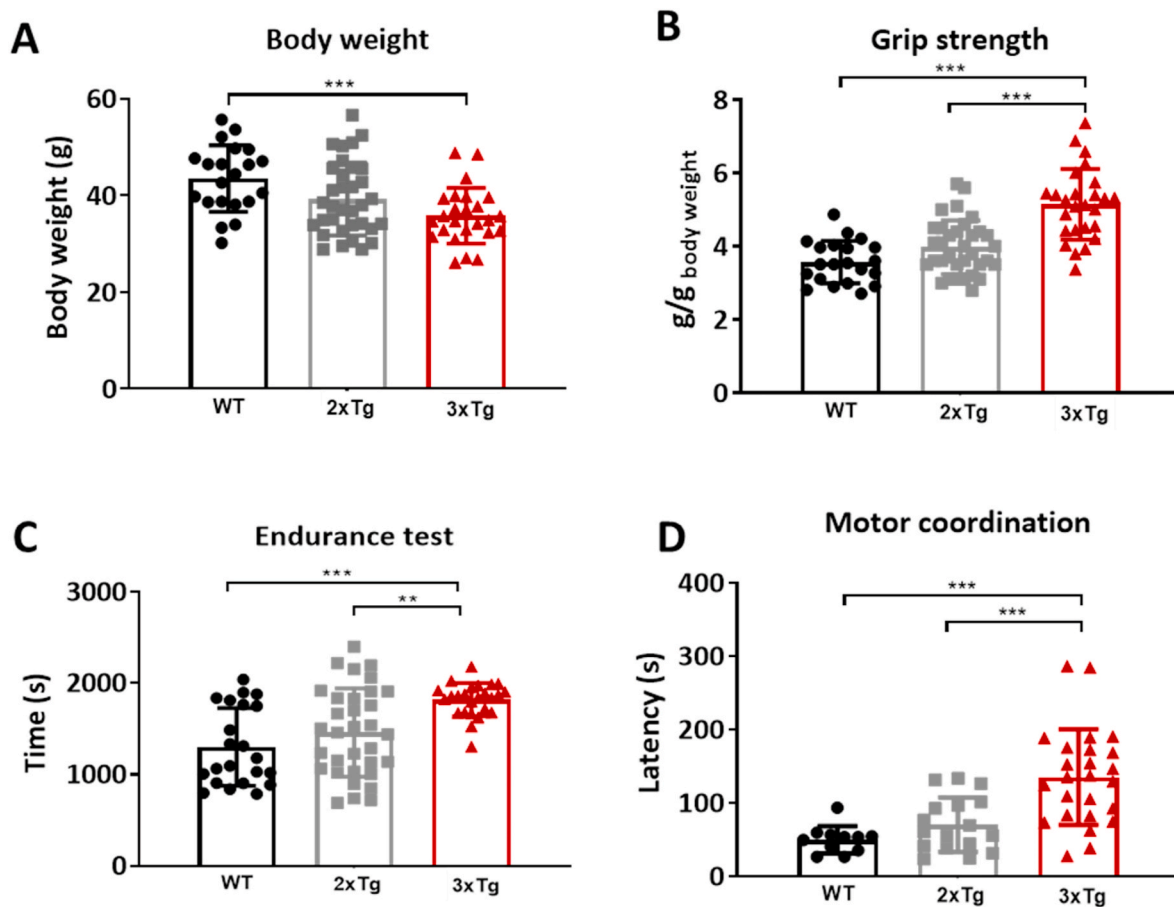 A
Body weight
***
Body weight (g)
60
40
20
0
WT
2xTg
3xTg
B
Grip strength
***
***
g/g body weight
8
6
4
2
0
WT
2xTg
3xTg
C
Endurance test
***
**
Time (s)
3000
2000
1000
0
WT
2xTg
3xTg
D
Motor coordination
***
***
Latency (s)
400
300
200
100
0
WT
2xTg
3xTg